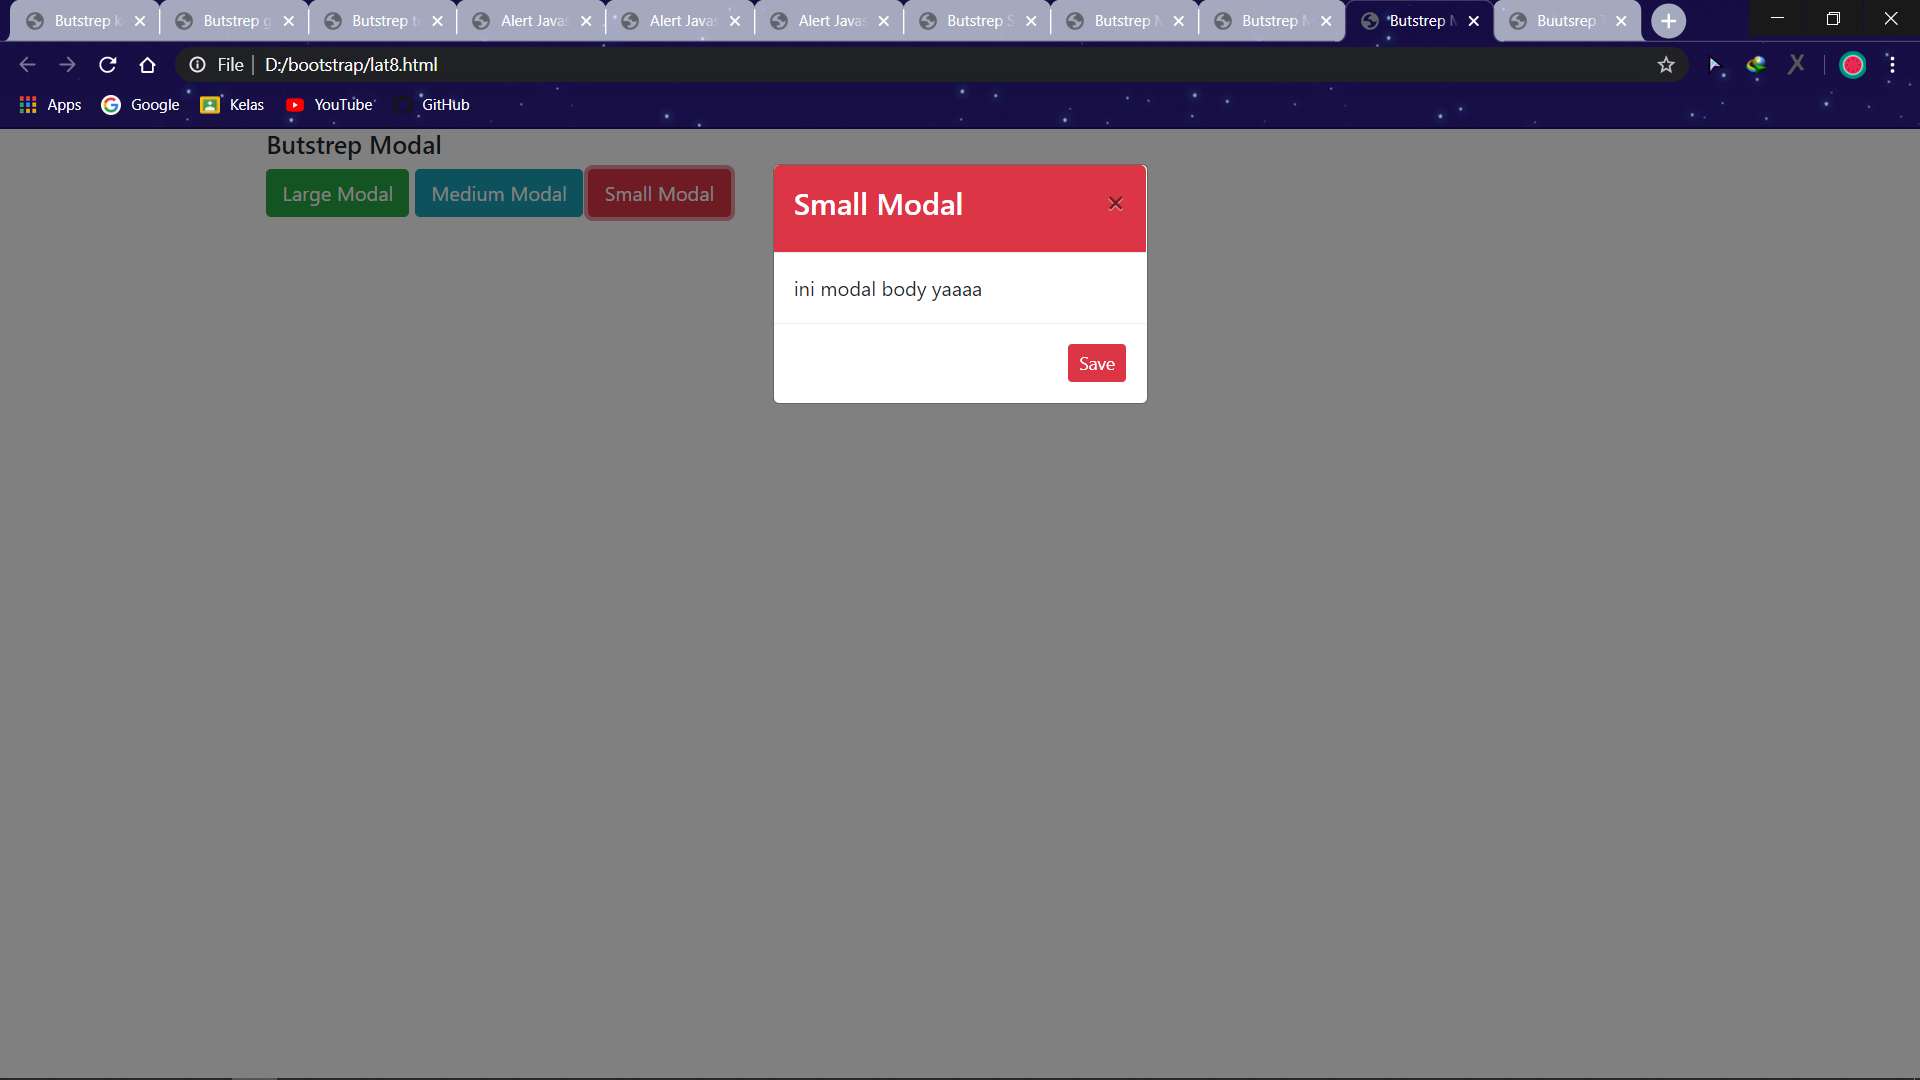 Butstrep Butstrep Butstrep Alert Javas Alert Javas Alert Javas Butstrep Butstrep Butstrep Butstrep Buutsrep
File D:/bootstrap/lat8.html
Apps Google Kelas YouTube GitHub
Butstrep Modal
Large Modal Medium Modal Small Modal
Small Modal ×
ini modal body yaaaa
Save